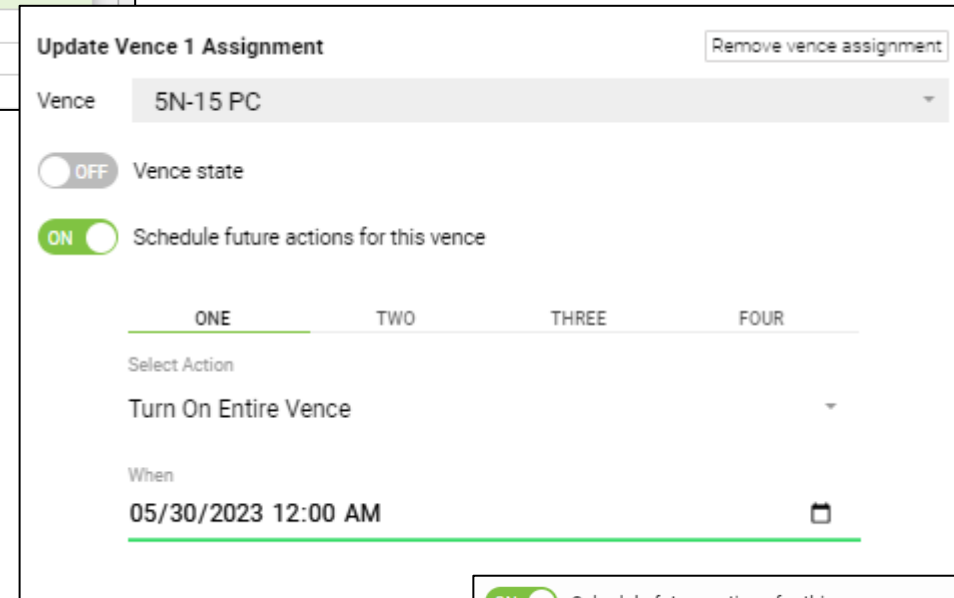 Update Vence 1 Assignment
Remove vence assignment
Vence 5N-15 PC
OFF Vence state
ON Schedule future actions for this vence
ONE TWO THREE FOUR
Select Action
Turn On Entire Vence
When
05/30/2023 12:00 AM